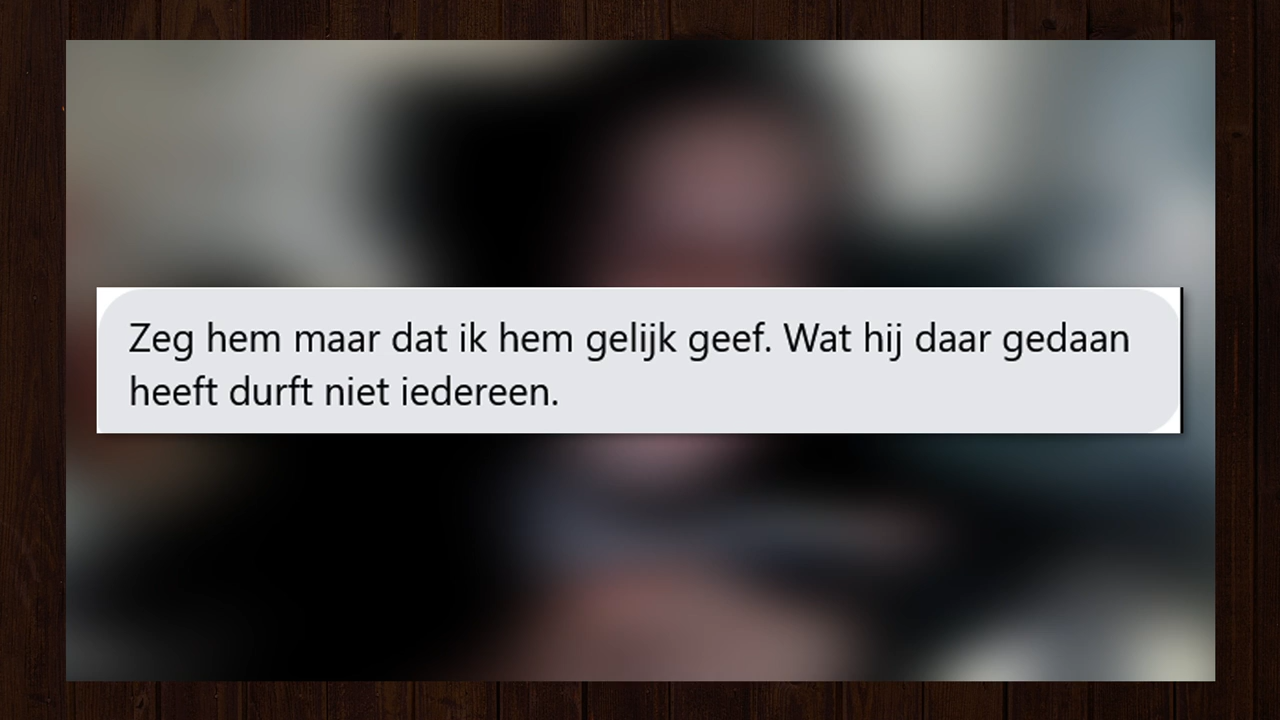 Zeg hem maar dat ik hem gelijk geef. Wat hij daar gedaan
heeft durft niet iedereen.